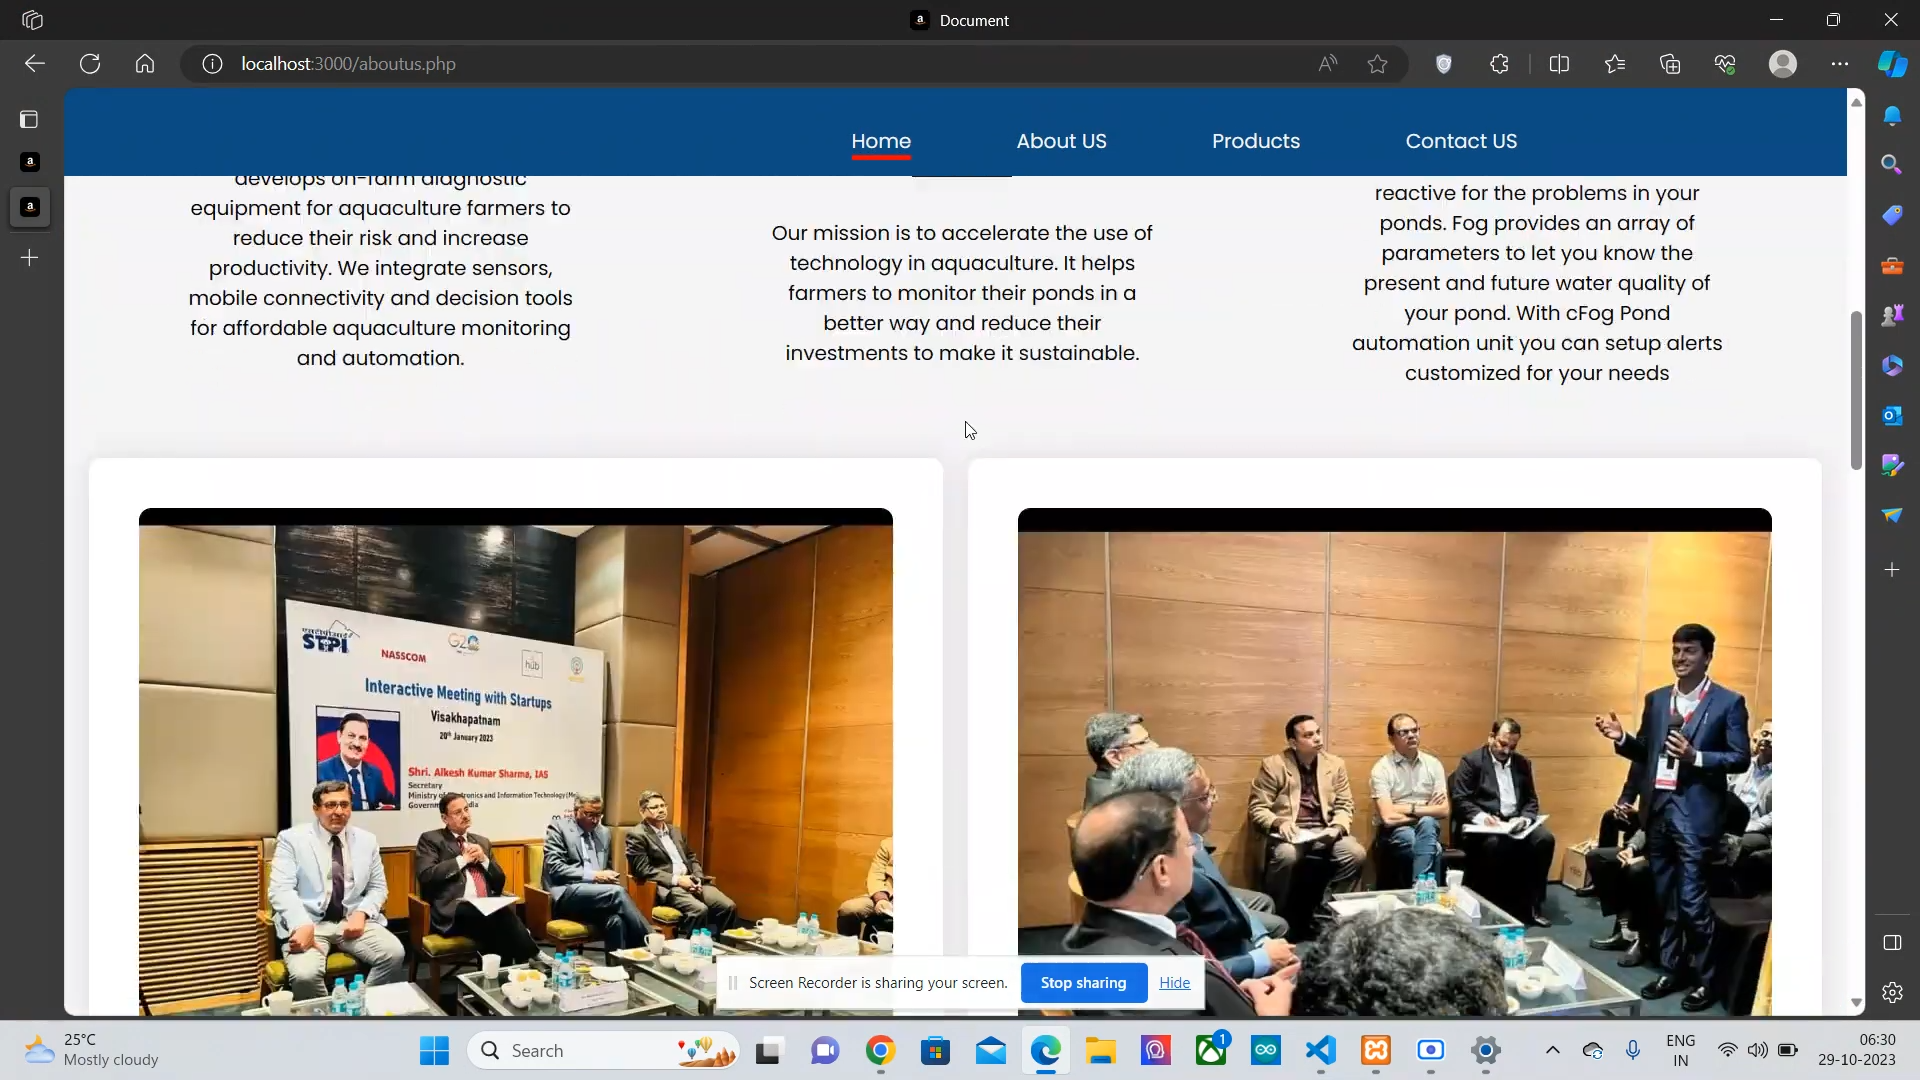 Document
localhost:3000/aboutus.php
Home
About US
Products
Contact US
develops on-farm diagnostic
equipment for aquaculture farmers to
reduce their risk and increase
productivity. We integrate sensors,
mobile connectivity and decision tools
for affordable aquaculture monitoring
and automation.
Our mission is to accelerate the use of
technology in aquaculture. It helps
farmers to monitor their ponds in a
better way and reduce their
investments to make it sustainable.
reactive for the problems in your
ponds. Fog provides an array of
parameters to let you know the
present and future water quality of
your pond. With cFog Pond
automation unit you can setup alerts
customized for your needs
STPI
NASSCOM
G20
hub
Interactive Meeting with Startups
Visakhapatnam
20th January 2023
Shri. Alkesh Kumar Sharma, IAS
Secretary
Ministry of
and Information Technology
Screen Recorder is sharing your screen.
Stop sharing
Hide
25°C
Mostly cloudy
Search
1
ENG
IN
06:30
29-10-2023